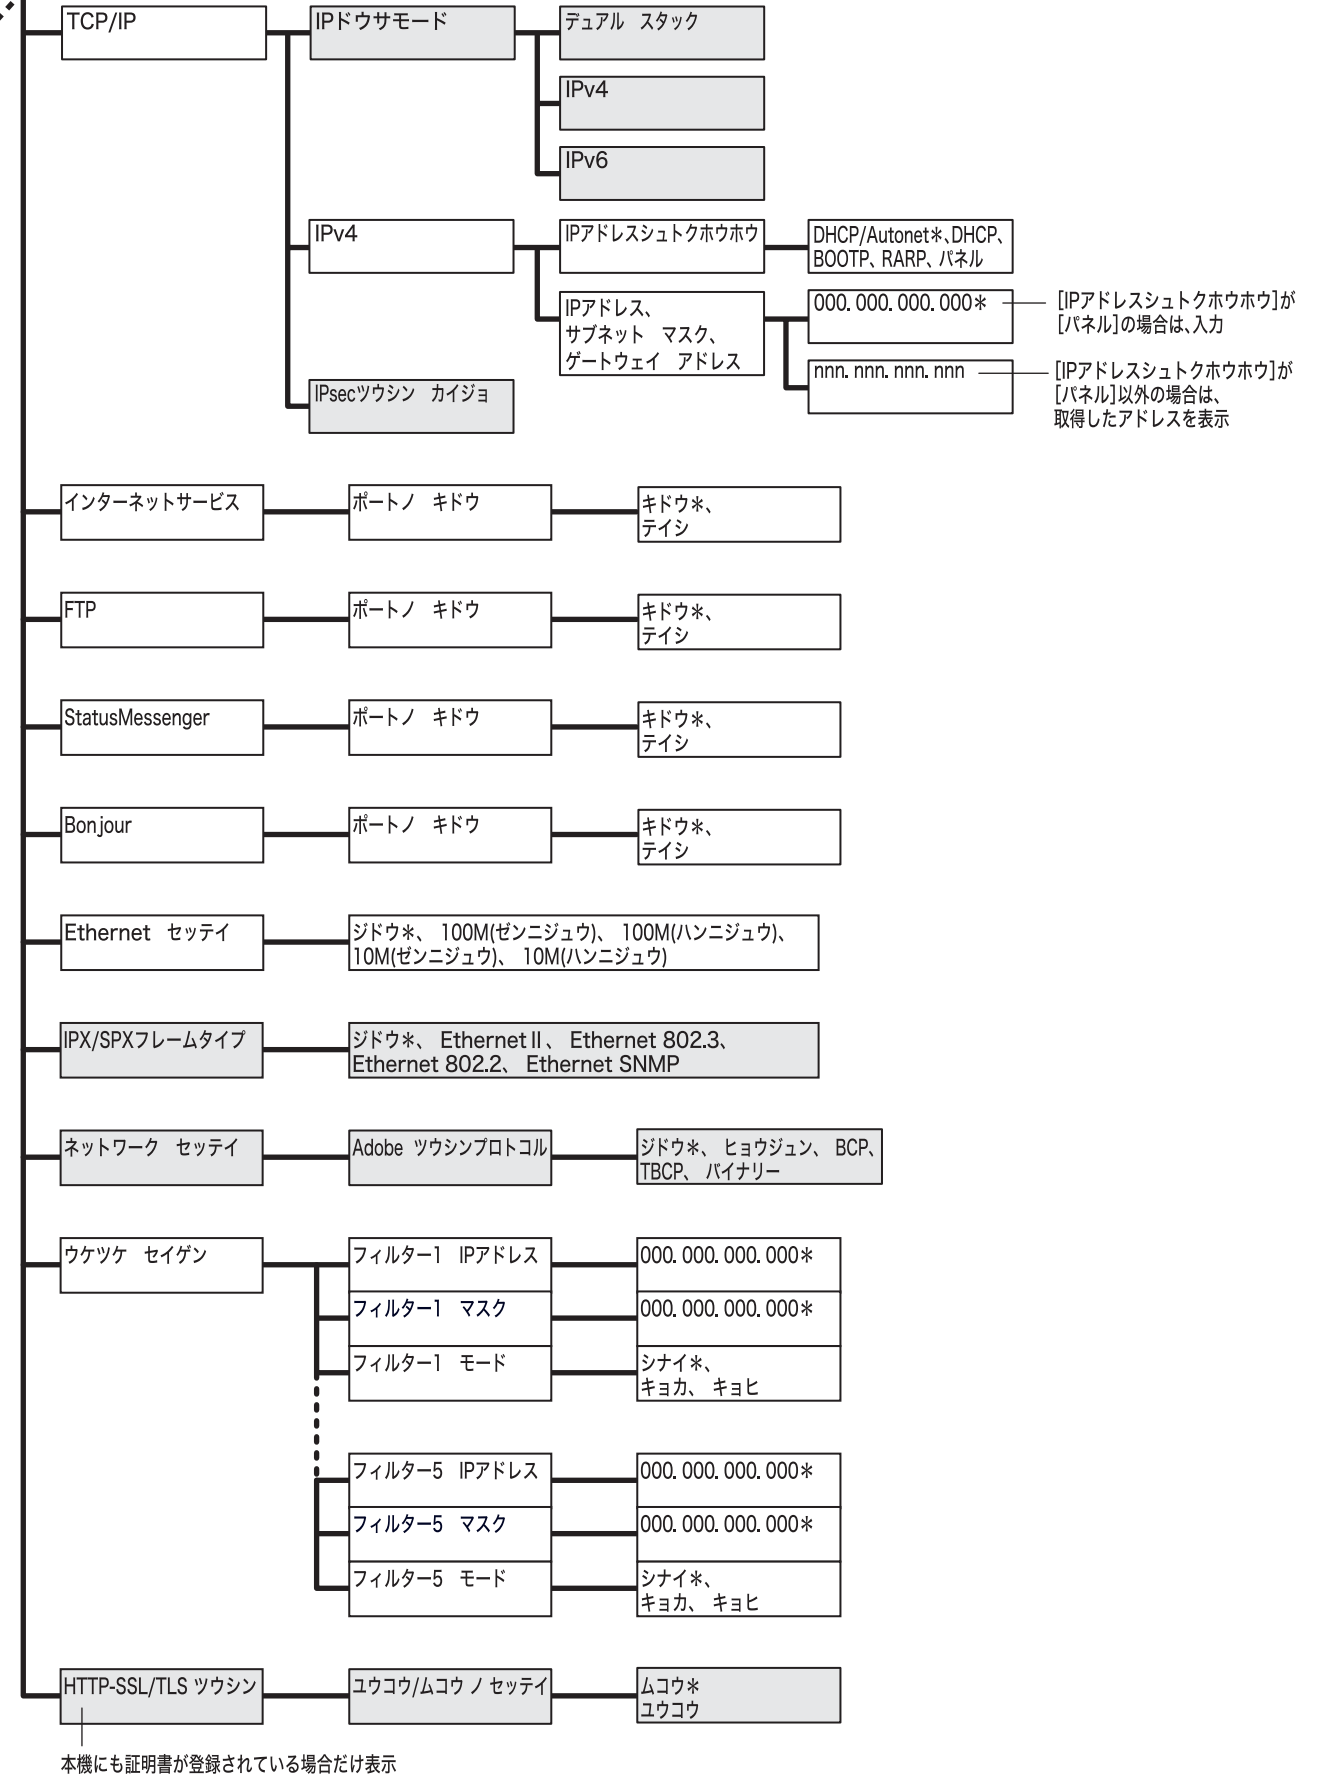 TCP/IP
IPドウサモード
デュアル　スタック
IPv4
IPv6
IPv4
IPアドレスシュトクホウホウ
DHCP/Autonet＊、DHCP、
BOOTP、RARP、パネル
IPアドレス、
サブネット　マスク、
ゲートウェイ　アドレス
000. 000. 000. 000＊
[IPアドレスシュトクホウホウ]が
[パネル]の場合は、入力
nnn. nnn. nnn. nnn
[IPアドレスシュトクホウホウ]が
[パネル]以外の場合は、
取得したアドレスを表示
IPsecツウシン　カイジョ
インターネットサービス
ポートノ　キドウ
キドウ＊、
テイシ
FTP
ポートノ　キドウ
キドウ＊、
テイシ
StatusMessenger
ポートノ　キドウ
キドウ＊、
テイシ
Bonjour
ポートノ　キドウ
キドウ＊、
テイシ
Ethernet　セッテイ
ジドウ＊、 100M(ゼンニジュウ)、 100M(ハンニジュウ)、
10M(ゼンニジュウ)、 10M(ハンニジュウ)
IPX/SPXフレームタイプ
ジドウ＊、 EthernetⅡ、 Ethernet 802.3、
Ethernet 802.2、 Ethernet SNMP
ネットワーク　セッテイ
Adobe ツウシンプロトコル
ジドウ＊、 ヒョウジュン、 BCP、
TBCP、 バイナリー
ウケツケ　セイゲン
フィルター1　IPアドレス
000. 000. 000. 000＊
フィルター1　マスク
000. 000. 000. 000＊
フィルター1　モード
シナイ＊、
キョカ、 キョヒ
フィルター5　IPアドレス
000. 000. 000. 000＊
フィルター5　マスク
000. 000. 000. 000＊
フィルター5　モード
シナイ＊、
キョカ、 キョヒ
HTTP-SSL/TLS ツウシン
ユウコウ/ムコウ ノ セッテイ
ムコウ＊
ユウコウ
本機にも証明書が登録されている場合だけ表示